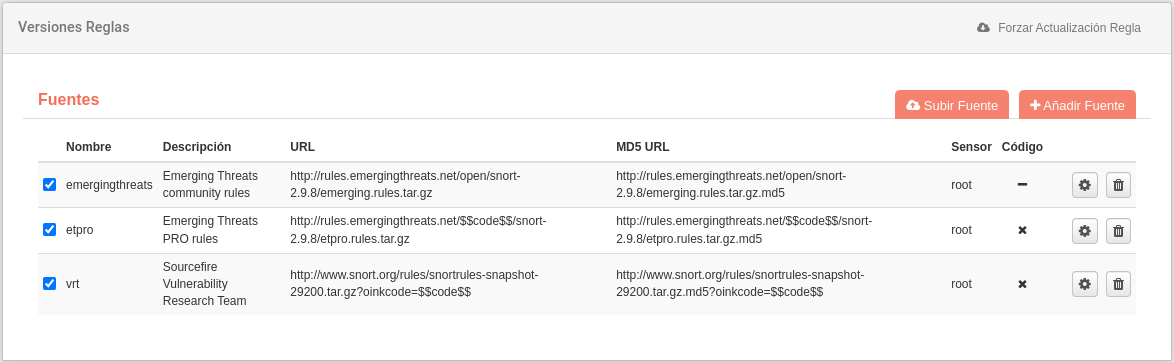 Versiones Reglas
Forzar Actualización Regla
Fuentes
Subir Fuente
Añadir Fuente
Nombre Descripción URL MD5 URL Sensor Código
emergingthreats Emerging Threats community rules http://rules.emergingthreats.net/open/snort-2.9.8/emerging.rules.tar.gz http://rules.emergingthreats.net/open/snort-2.9.8/emerging.rules.tar.gz.md5 root
etpro Emerging Threats PRO rules http://rules.emergingthreats.net/$$code$$/snort-2.9.8/etpro.rules.tar.gz http://rules.emergingthreats.net/$$code$$/snort-2.9.8/etpro.rules.tar.gz.md5 root
vrt Sourcefire Vulnerability Research Team http://www.snort.org/rules/snortrules-snapshot-29200.tar.gz?oinkcode=$$code$$ http://www.snort.org/rules/snortrules-snapshot-29200.tar.gz.md5?oinkcode=$$code$$ root